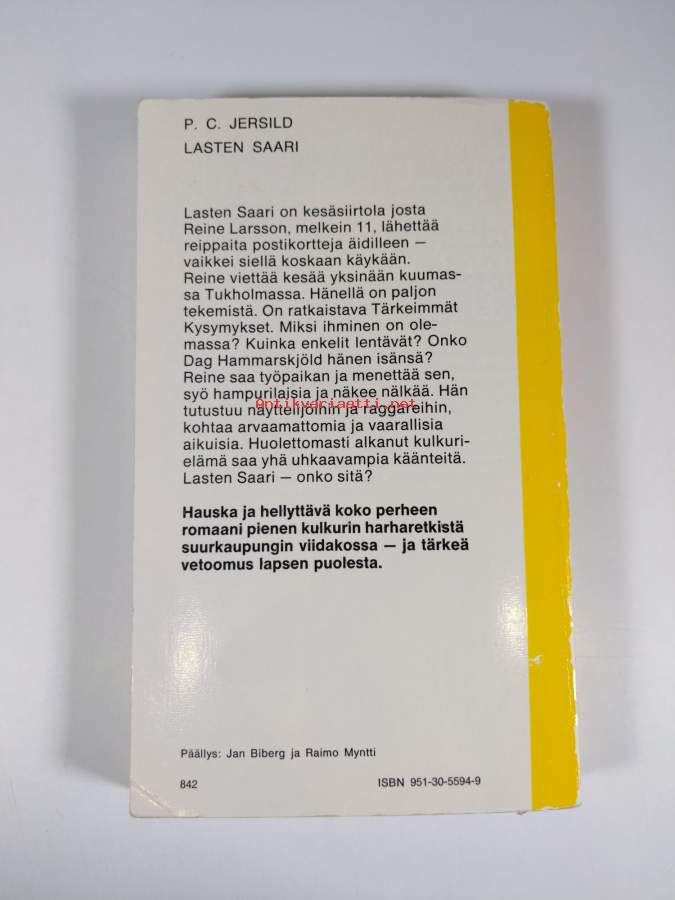 P. C. JERSILD
LASTEN SAARI
Lasten Saari on kesäsiirtola josta
Reine Larsson, melkein 11, lähettää
reippaita postikortteja äidilleen —
vaikkei siellä koskaan käykään.
Reine viettää kesää yksinään kuumas-
sa Tukholmassa. Hänellä on paljon
tekemistä. On ratkaistava Tärkeimmät
Kysymykset. Miksi ihminen on ole-
massa? Kuinka enkelit lentävät? Onko
Dag Hammarskjöld hänen isänsä?
Reine saa työpaikan ja menettää sen,
syö hampurilaisia ja näkee nälkää. Hän
Antikvariaatti.net
tutustuu näyttelijöihin ja raggareihin,
kohtaa arvaamattomia ja vaarallisia
aikuisia. Huolettomasti alkanut kulkuri-
elämä saa yhä uhkaavampia käänteitä.
Lasten Saari — onko sitä?
Hauska ja hellyttävä koko perheen
romaani pienen kulkurin harharetkistä
suurkaupungin viidakossa — ja tärkeä
vetoomus lapsen puolesta.
Päällys: Jan Biberg ja Raimo Myntti
842 ISBN 951-30-5594-9